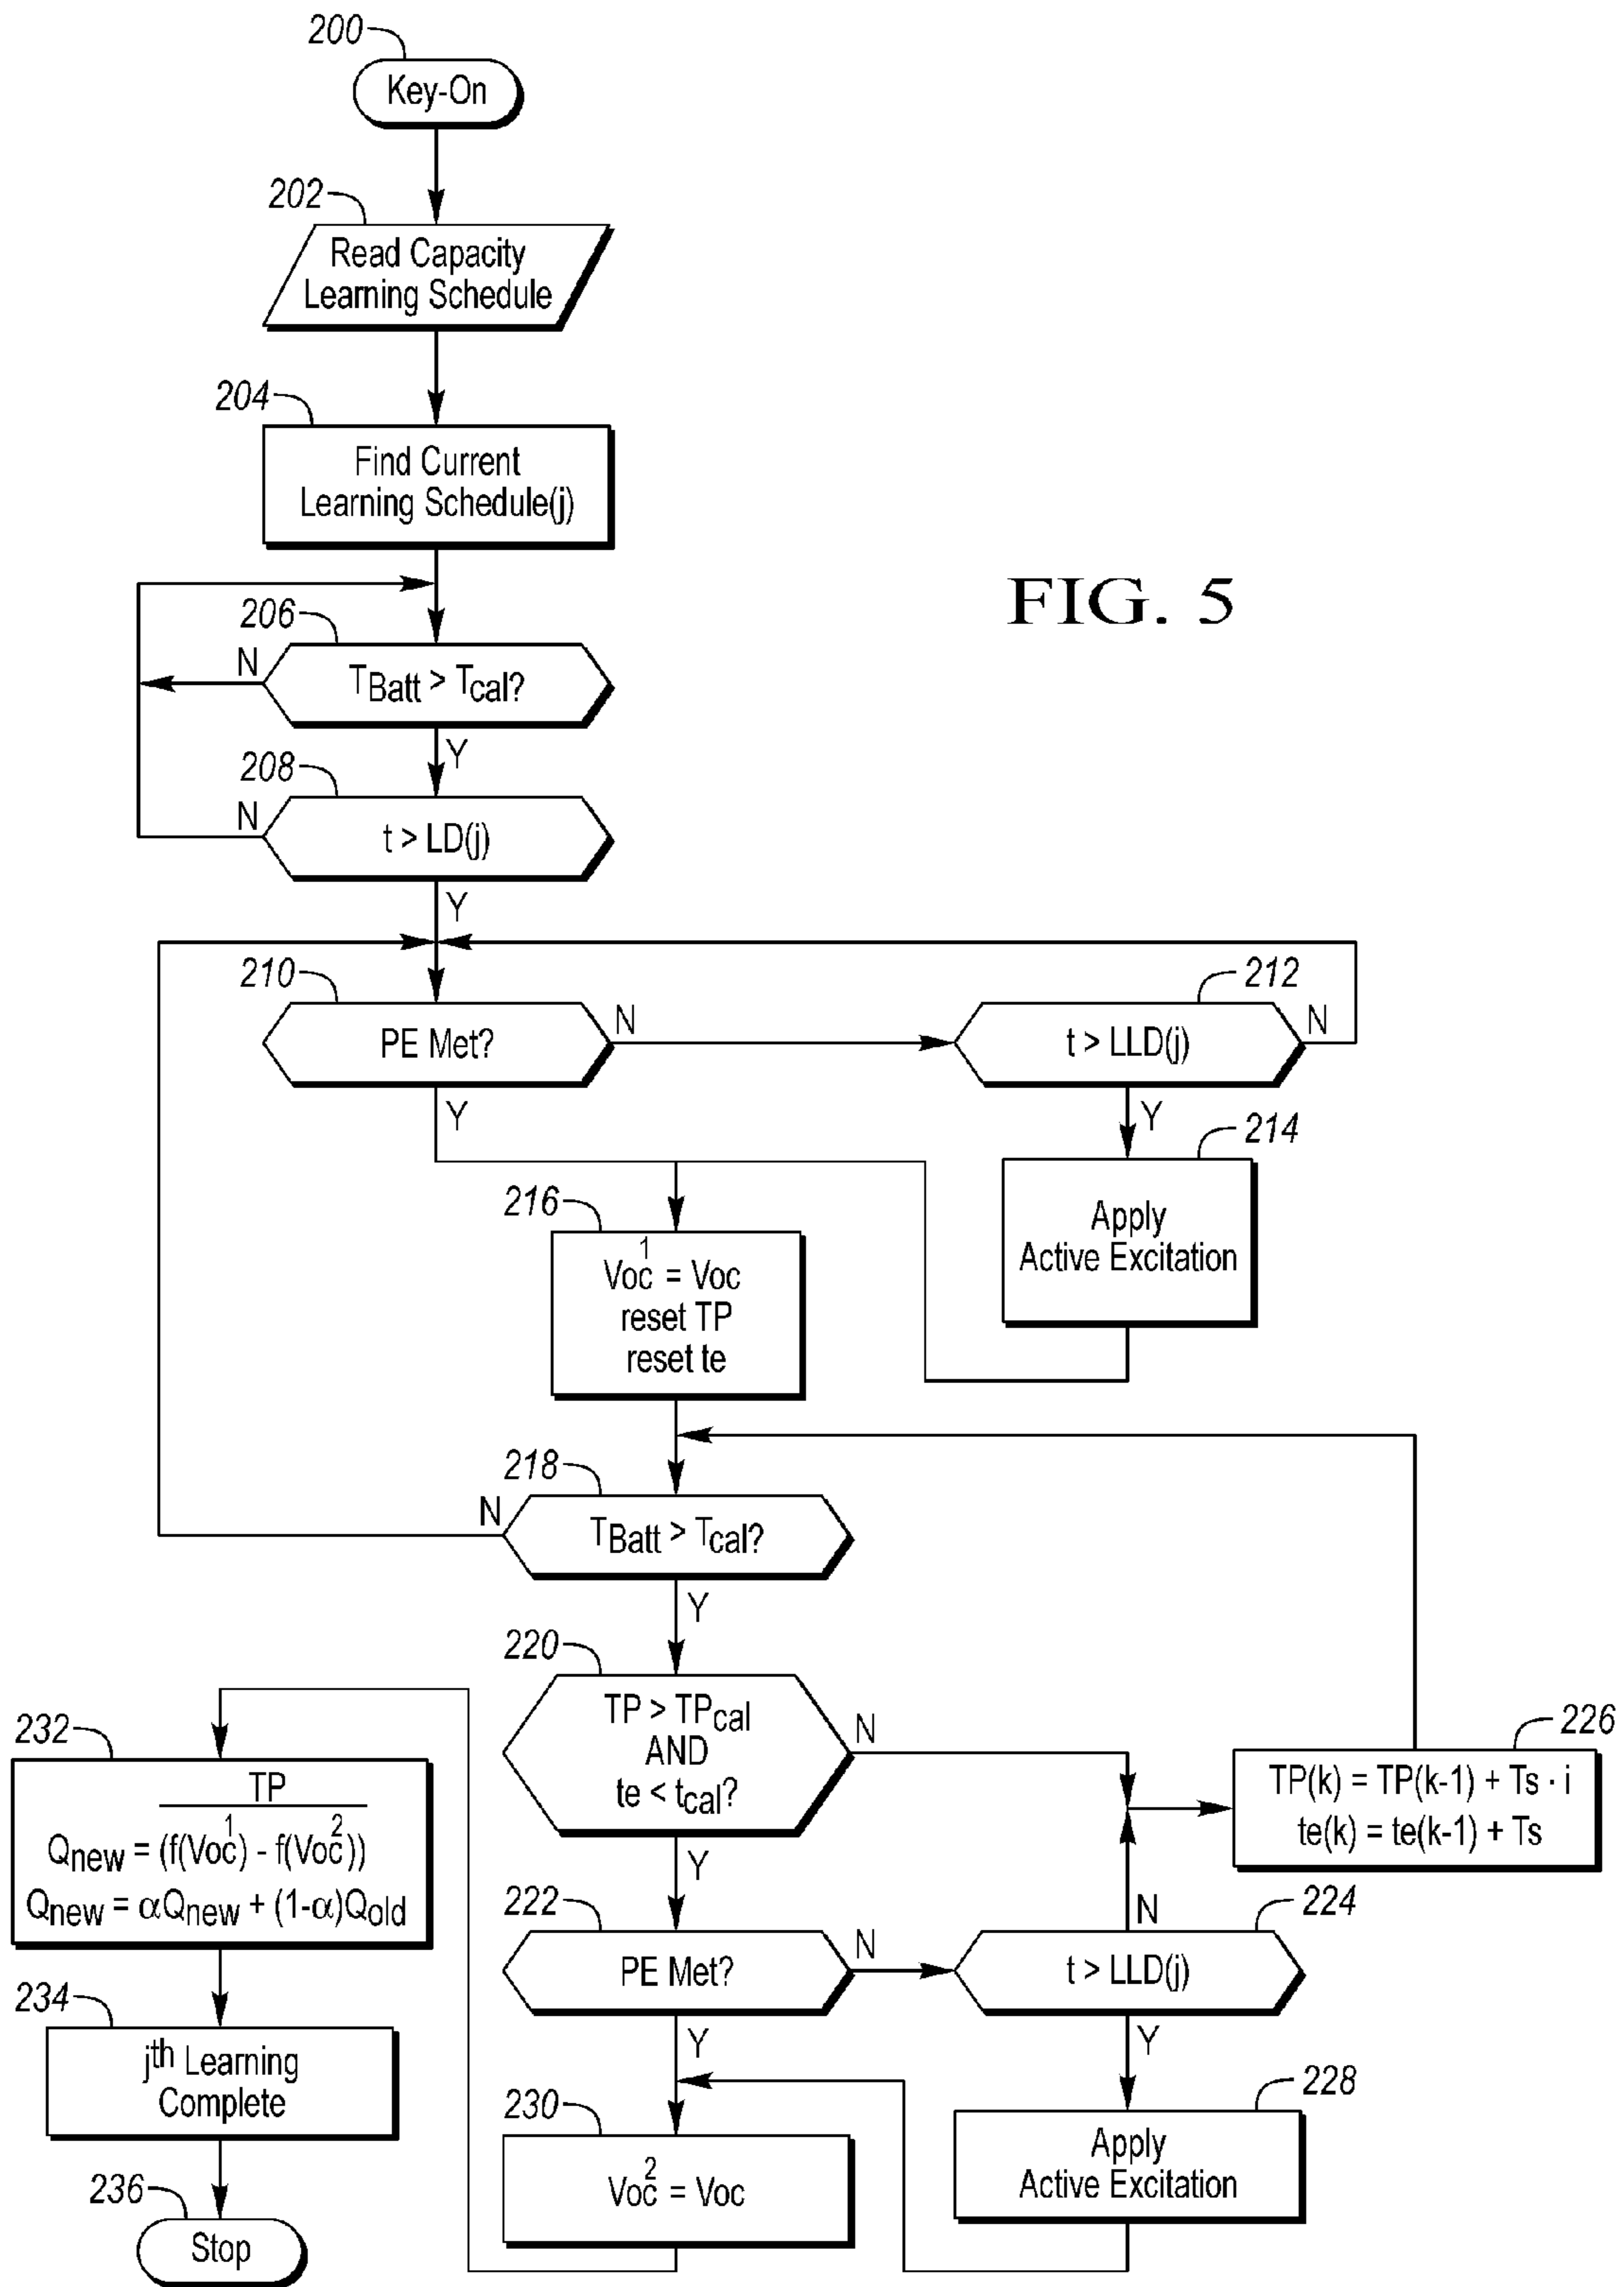 200
Key-On
202
Read Capacity
Learning Schedule
204
Find Current
Learning Schedule(j)
FIG. 5
206
N
TBatt > Tcal?
Y
208
N
t > LD(j)
Y
210
PE Met?
N
Y
212
t > LLD(j)
N
Y
214
Apply
Active Excitation
216
Voc¹ = Voc
reset TP
reset te
218
N
TBatt > Tcal?
Y
220
TP > TPcal
AND
te < tcal?
N
Y
226
TP(k) = TP(k-1) + Ts · i
te(k) = te(k-1) + Ts
222
PE Met?
N
Y
224
N
t > LLD(j)
Y
228
Apply
Active Excitation
230
Voc² = Voc
232
TP
Qnew = (f(Voc¹) - f(Voc²))
Qnew = αQnew + (1-α)Qold
234
jth Learning
Complete
236
Stop